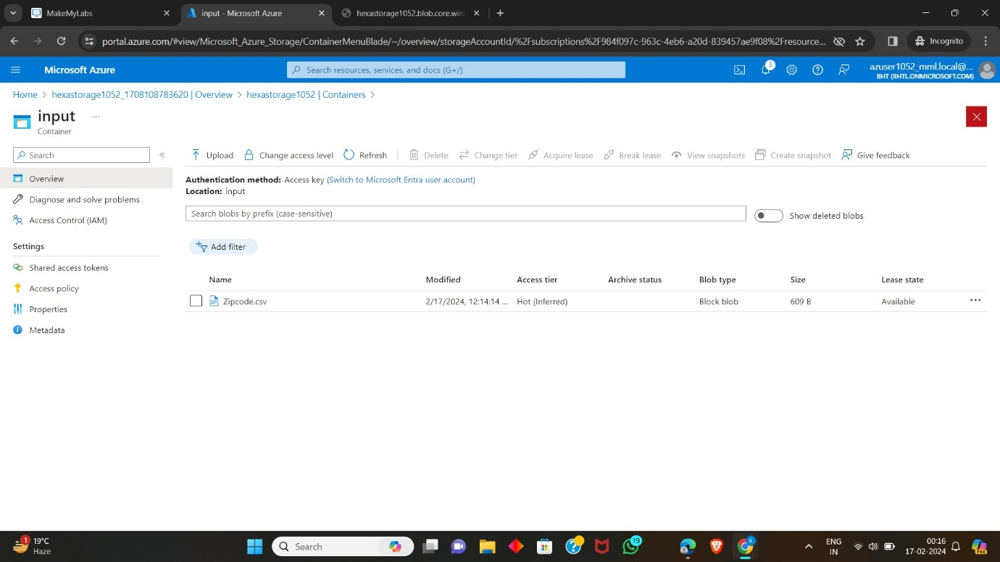 MakeMyLabs
input - Microsoft Azure
hexastorage1052.blob.core.win
portal.azure.com/#view/Microsoft_Azure_Storage/ContainerMenuBlade/~/overview/storageAccountId/%2Fsubscriptions%2F984f097c-963c-4eb6-a20d-839457ae9f08%2Fresource...
Incognito
Microsoft Azure
Search resources, services, and docs (G+/)
3
azuser1052_mml.local@...
IIHT (IIHTLONMICROSOFT.COM)
Home > hexastorage1052_1708108783620 | Overview > hexastorage1052 | Containers >
input ...
Container
Search
Upload Change access level Refresh Delete Change tier Acquire lease Break lease View snapshots Create snapshot Give feedback
Overview
Diagnose and solve problems
Access Control (IAM)
Settings
Shared access tokens
Access policy
Properties
Metadata
Authentication method: Access key (Switch to Microsoft Entra user account)
Location: input
Search blobs by prefix (case-sensitive)
Show deleted blobs
Add filter
Name Modified Access tier Archive status Blob type Size Lease state
Zipcode.csv 2/17/2024, 12:14:14 ... Hot (Inferred) Block blob 609 B Available ...
1
19°C
Haze
Search
19
K
ENG
IN
00:16
17-02-2024
PRE